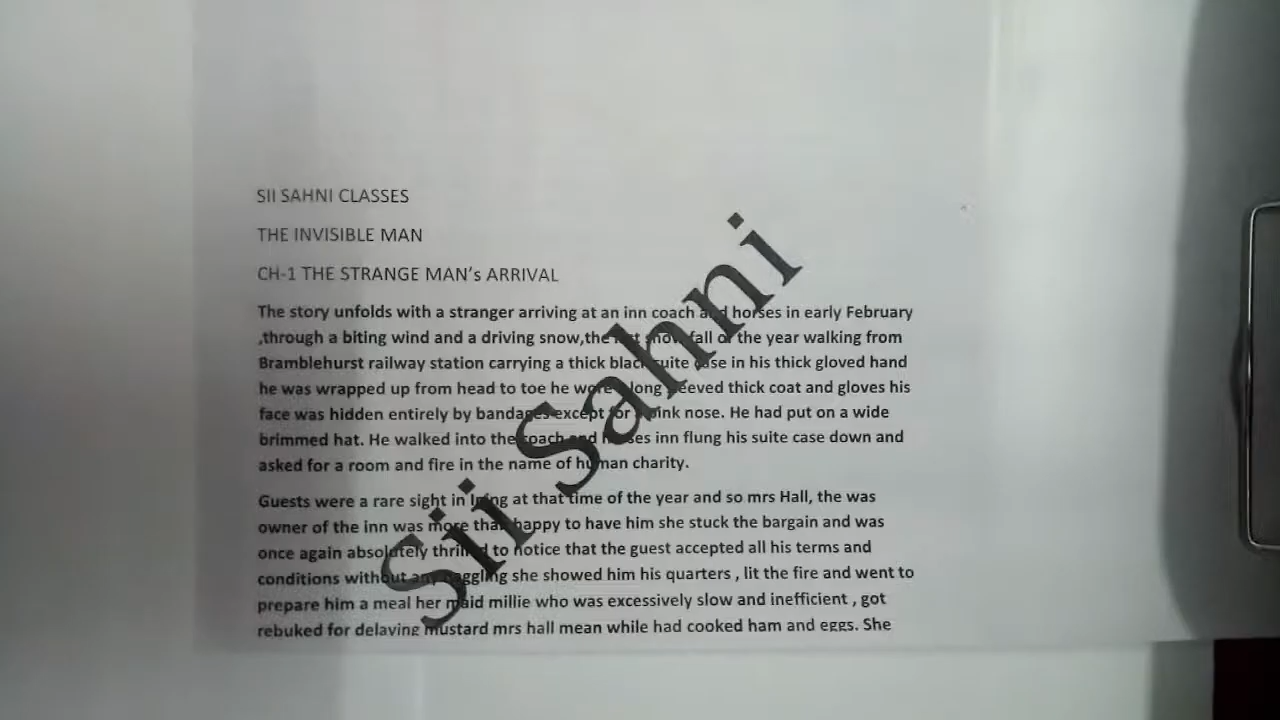 SII SAHNI CLASSES
THE INVISIBLE MAN
CH-1 THE STRANGE MAN's ARRIVAL
The story unfolds with a stranger arriving at an inn coach and horses in early February
,through a biting wind and a driving snow,the last snow fall of the year walking from
Bramblehurst railway station carrying a thick black suite case in his thick gloved hand
he was wrapped up from head to toe he wore long sleeved thick coat and gloves his
face was hidden entirely by bandages except for a pink nose. He had put on a wide
brimmed hat. He walked into the coach and horses inn flung his suite case down and
asked for a room and fire in the name of human charity.
Guests were a rare sight in Iping at that time of the year and so mrs Hall, the was
owner of the inn was more than happy to have him she stuck the bargain and was
once again absolutely thrilled to notice that the guest accepted all his terms and
conditions without any haggling she showed him his quarters , lit the fire and went to
prepare him a meal her maid millie who was excessively slow and inefficient , got
rebuked for delaying mustard mrs hall mean while had cooked ham and eggs. She
Sii Sahni